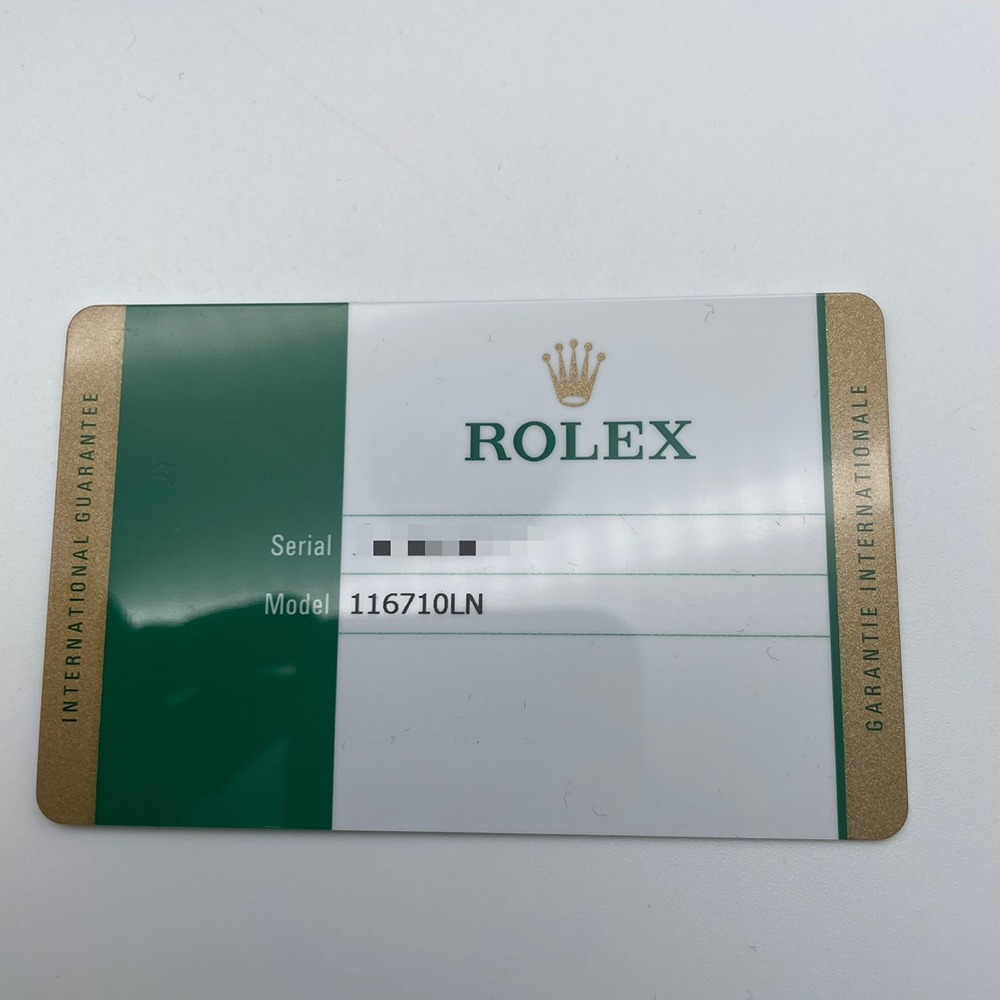 INTERNATIONAL GUARANTEE
ROLEX
Serial
Model 116710LN
GARANTIE INTERNATIONALE